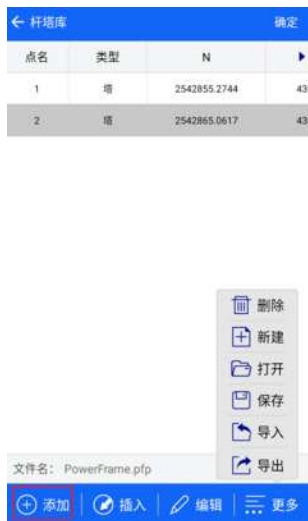 杆塔库 确定
点名 类型 N
1 塔 2542855.2744 43
2 塔 2542865.0617 43
删除
新建
打开
保存
导入
导出
文件名: PowerFrame.pfp
添加 插入 编辑 更多